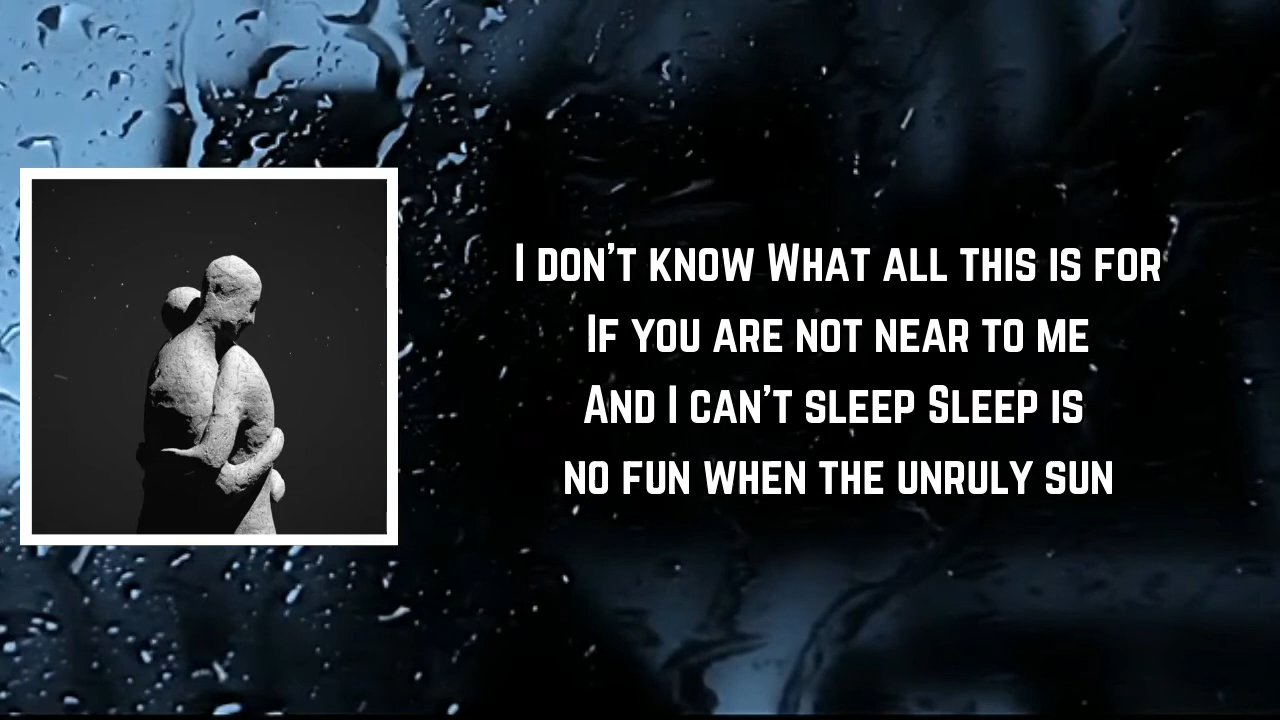 I DON'T KNOW WHAT ALL THIS IS FOR
IF YOU ARE NOT NEAR TO ME
AND I CAN'T SLEEP SLEEP IS
NO FUN WHEN THE UNRULY SUN